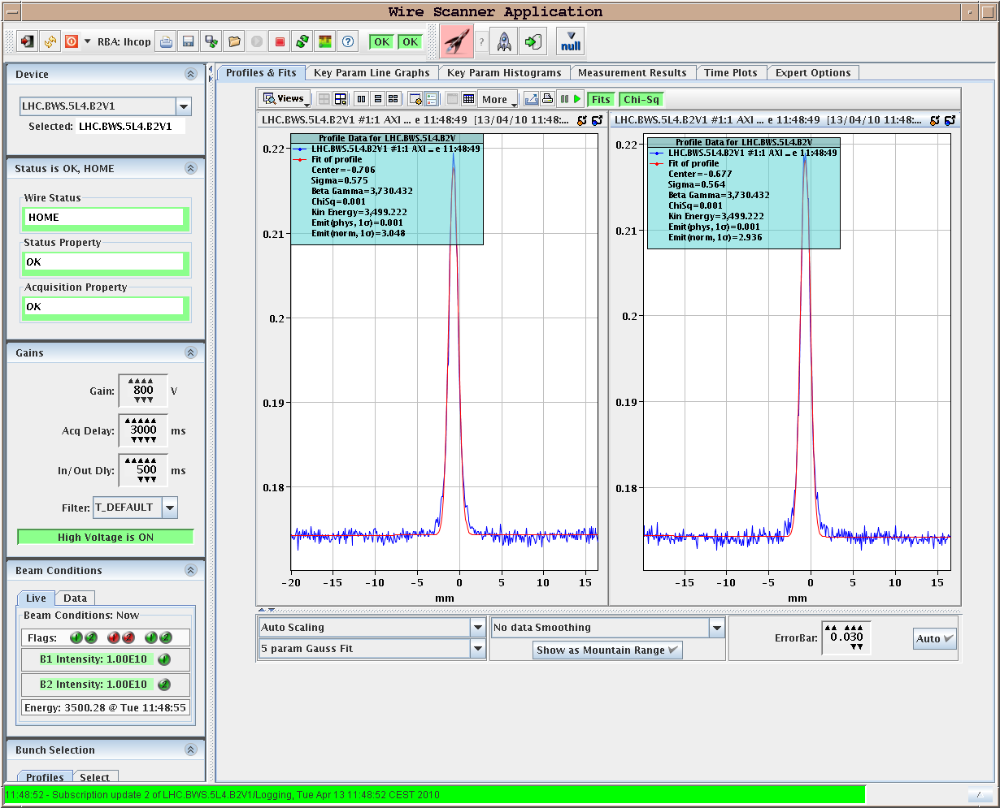 Wire Scanner Application
RBA: lhcop
OK OK
?
null
Device
LHC.BWS.5L4.B2V1
Selected: LHC.BWS.5L4.B2V1
Status is OK, HOME
Wire Status
HOME
Status Property
OK
Acquisition Property
OK
Gains
Gain: 800 V
Acq Delay: 3000 ms
In/Out Dly: 500 ms
Filter: T_DEFAULT
High Voltage is ON
Beam Conditions
Live Data
Beam Conditions: Now
Flags: 1 2 1 2 1 2
B1 Intensity: 1.00E10 1
B2 Intensity: 1.00E10 2
Energy: 3500.28 @ Tue 11:48:55
Bunch Selection
Profiles Select
Profiles & Fits Key Param Line Graphs Key Param Histograms Measurement Results Time Plots Expert Options
Views More Fits Chi-Sq
LHC.BWS.5L4.B2V1 #1:1 AXI ... e 11:48:49 [13/04/10 11:48:...
Profile Data for LHC.BWS.5L4.B2V
LHC.BWS.5L4.B2V1 #1:1 AXI ... e 11:48:49
Fit of profile
Center=-0.706
Sigma=0.575
Beta Gamma=3,730.432
ChiSq=0.001
Kin Energy=3,499.222
Emit(phys, 1σ)=0.001
Emit(norm, 1σ)=3.048
0.22
0.21
0.2
0.19
0.18
-20 -15 -10 -5 0 5 10 15
mm
LHC.BWS.5L4.B2V1 #1:1 AXI ... e 11:48:49 [13/04/10 11:48:...
Profile Data for LHC.BWS.5L4.B2V
LHC.BWS.5L4.B2V1 #1:1 AXI ... e 11:48:49
Fit of profile
Center=-0.677
Sigma=0.564
Beta Gamma=3,730.432
ChiSq=0.001
Kin Energy=3,499.222
Emit(phys, 1σ)=0.001
Emit(norm, 1σ)=2.936
0.22
0.21
0.2
0.19
0.18
-15 -10 -5 0 5 10 15
mm
Auto Scaling
5 param Gauss Fit
No data Smoothing
Show as Mountain Range
ErrorBar: 0.030
Auto
11:48:52 - Subscription update 2 of LHC.BWS.5L4.B2V1/Logging, Tue Apr 13 11:48:52 CEST 2010